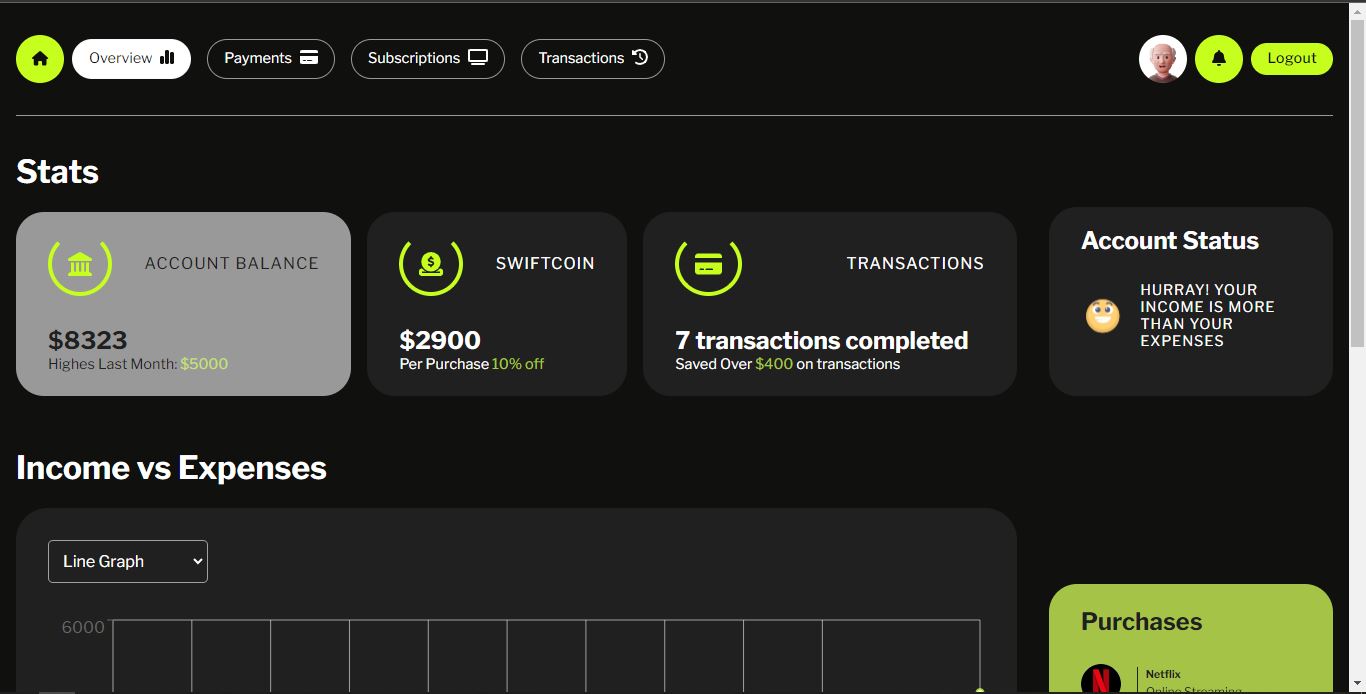 Overview
Payments
Subscriptions
Transactions
Logout
Stats
ACCOUNT BALANCE
$8323
Highes Last Month: $5000
SWIFTCOIN
$2900
Per Purchase 10% off
TRANSACTIONS
7 transactions completed
Saved Over $400 on transactions
Account Status
HURRAY! YOUR
INCOME IS MORE
THAN YOUR
EXPENSES
Income vs Expenses
Line Graph
6000
Purchases
N
Netflix
Online Streaming